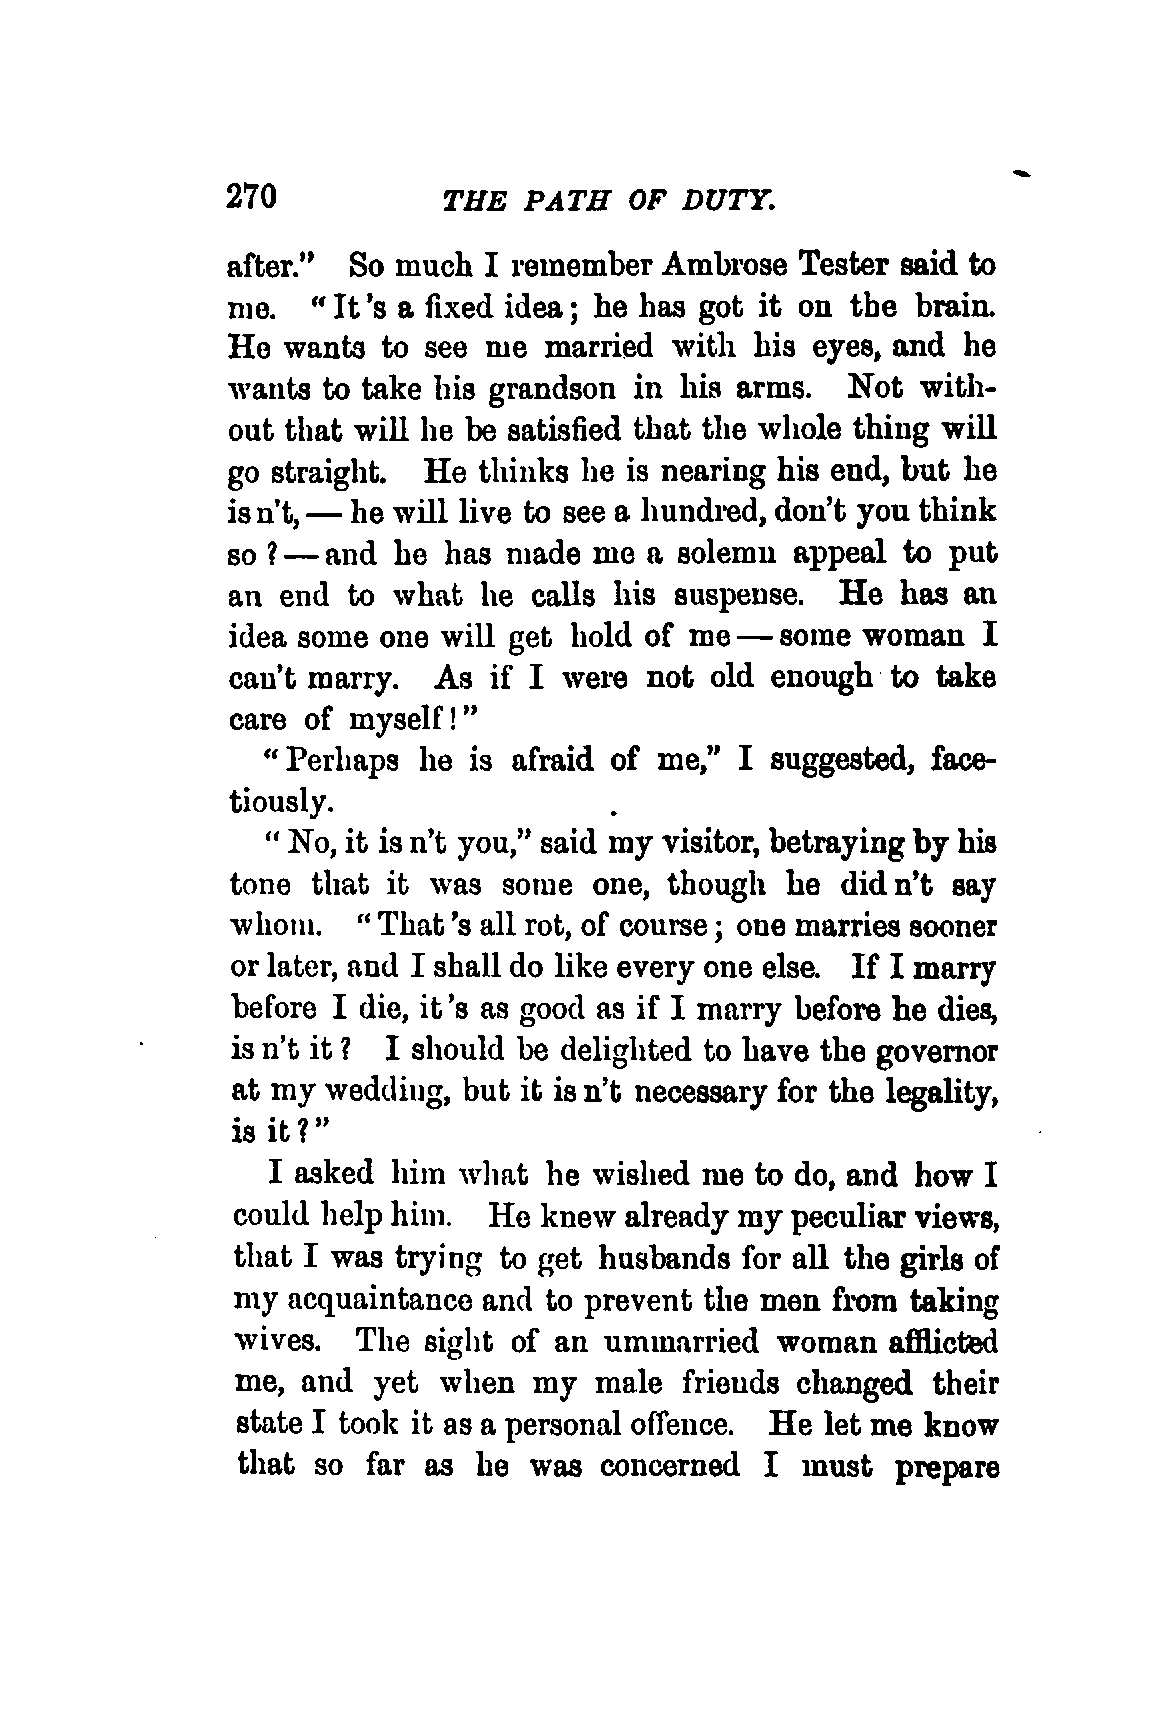 270 THE PATH OF DUTY.
after." So much I remember Ambrose Tester said to
me. "It's a fixed idea; he has got it on the brain.
He wants to see me married with his eyes, and he
wants to take his grandson in his arms. Not with-
out that will he be satisfied that the whole thing will
go straight. He thinks he is nearing his end, but he
is n't, — he will live to see a hundred, don't you think
so? — and he has made me a solemn appeal to put
an end to what he calls his suspense. He has an
idea some one will get hold of me — some woman I
can't marry. As if I were not old enough to take
care of myself!"
"Perhaps he is afraid of me," I suggested, face-
tiously.
"No, it is n't you," said my visitor, betraying by his
tone that it was some one, though he did n't say
whom. "That's all rot, of course; one marries sooner
or later, and I shall do like every one else. If I marry
before I die, it's as good as if I marry before he dies,
is n't it? I should be delighted to have the governor
at my wedding, but it is n't necessary for the legality,
is it?"
I asked him what he wished me to do, and how I
could help him. He knew already my peculiar views,
that I was trying to get husbands for all the girls of
my acquaintance and to prevent the men from taking
wives. The sight of an ummarried woman afflicted
me, and yet when my male friends changed their
state I took it as a personal offence. He let me know
that so far as he was concerned I must prepare